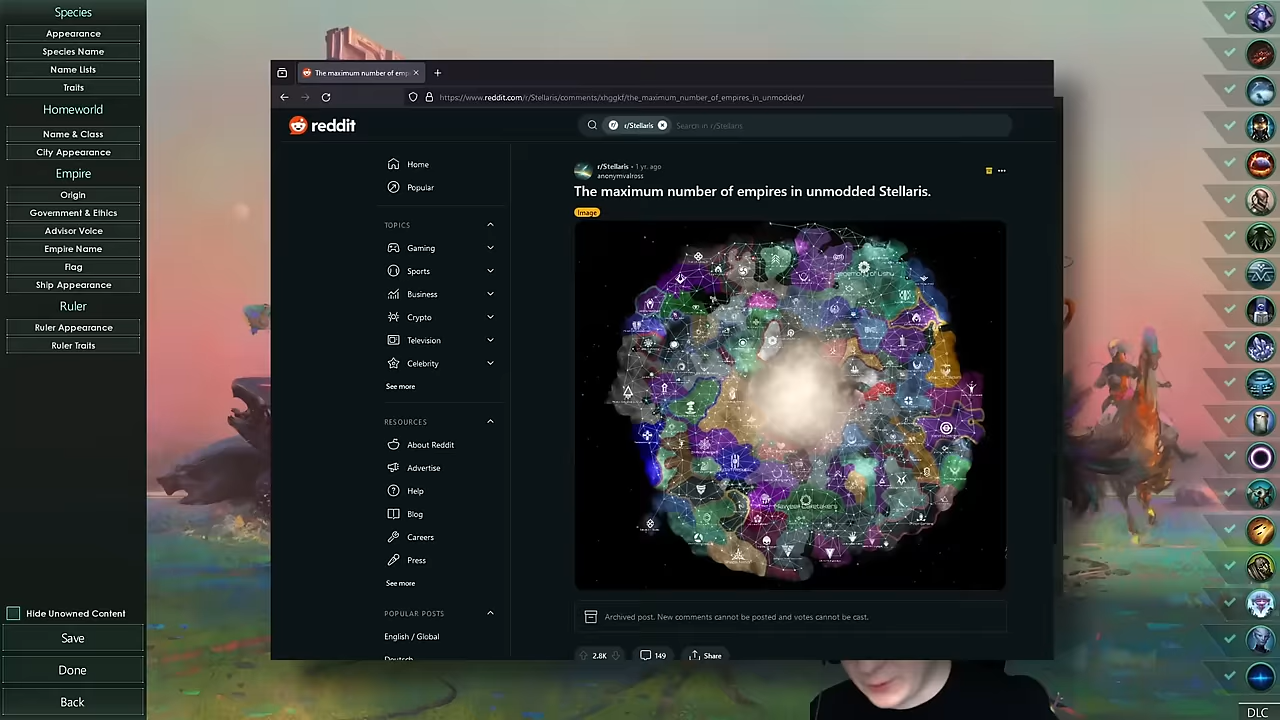 Species
Appearance
Species Name
Name Lists
Traits
Homeworld
Name & Class
City Appearance
Empire
Origin
Government & Ethics
Advisor Voice
Empire Name
Flag
Ship Appearance
Ruler
Ruler Appearance
Ruler Traits
Hide Unowned Content
Save
Done
Back
The maximum number of emp
https://www.reddit.com/r/Stellaris/comments/xhggkf/the_maximum_number_of_empires_in_unmodded/
reddit
r/Stellaris
Search in r/Stellaris
Home
Popular
TOPICS
Gaming
Sports
Business
Crypto
Television
Celebrity
See more
RESOURCES
About Reddit
Advertise
Help
Blog
Careers
Press
See more
POPULAR POSTS
English / Global
Deutsch
r/Stellaris • 1 yr. ago
anonymvalross
The maximum number of empires in unmodded Stellaris.
Image
Archived post. New comments cannot be posted and votes cannot be cast.
2.8K
149
Share
DLC